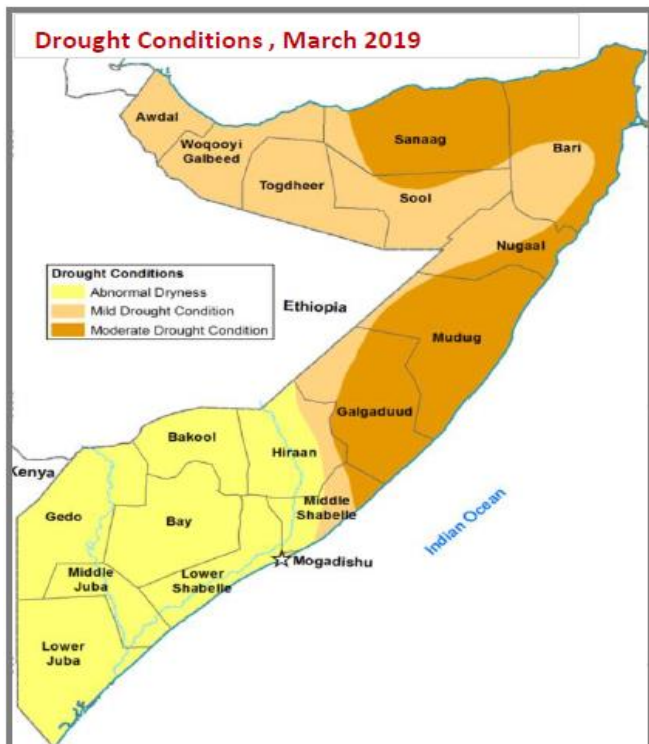 Drought Conditions , March 2019
Awdal
Woqooyi
Galbeed
Togdheer
Sanaag
Sool
Bari
Nugaal
Drought Conditions
Abnormal Dryness
Mild Drought Condition
Moderate Drought Condition
Ethiopia
Mudug
Galgaduud
Bakool
Hiraan
Kenya
Gedo
Bay
Middle
Shabelle
Indian Ocean
Mogadishu
Middle
Juba
Lower
Shabelle
Lower
Juba